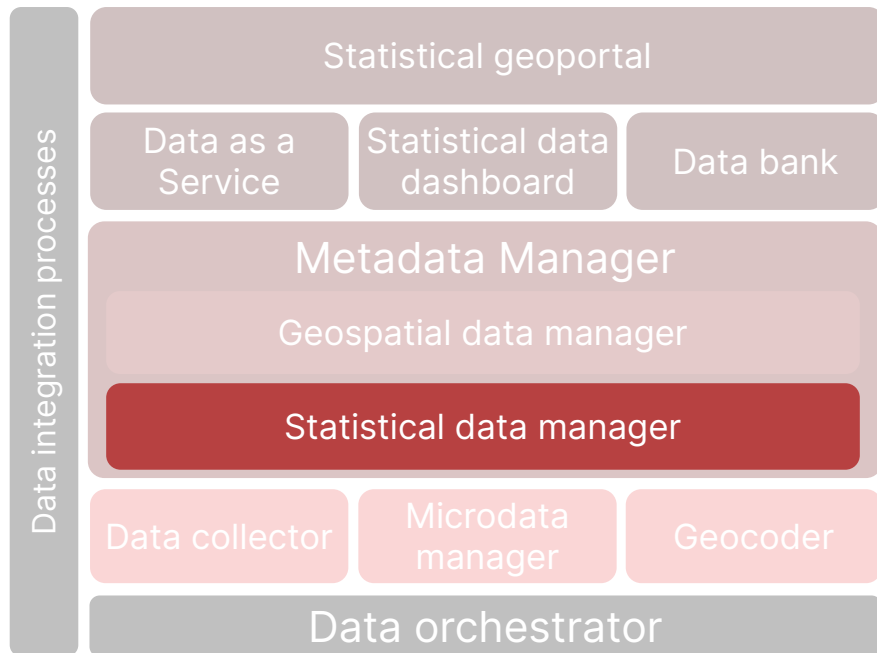 Data integration processes
Statistical geoportal
Data as a
Service
Statistical data
dashboard
Data bank
Metadata Manager
Geospatial data manager
Statistical data manager
Data collector
Microdata
manager
Geocoder
Data orchestrator